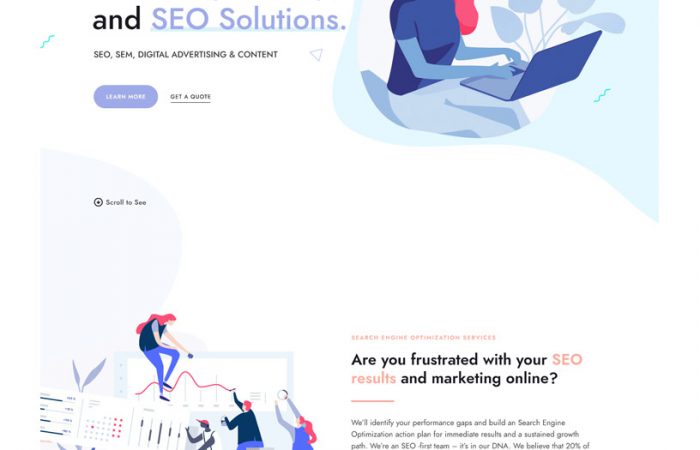 and SEO Solutions.
SEO, SEM, DIGITAL ADVERTISING & CONTENT
LEARN MORE
GET A QUOTE
Scroll to See
SEARCH ENGINE OPTIMIZATION SERVICES
Are you frustrated with your SEO
results and marketing online?
We'll identify your performance gaps and build an Search Engine
Optimization action plan for immediate results and a sustained growth
path. We're an SEO -first team – it's in our DNA. We believe that 20% of